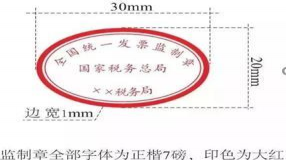 30mm
全国统一发票监制章
国家税务总局
××税务局
20mm
边宽1mm
监制章全部字体为正楷7磅，印色为大红